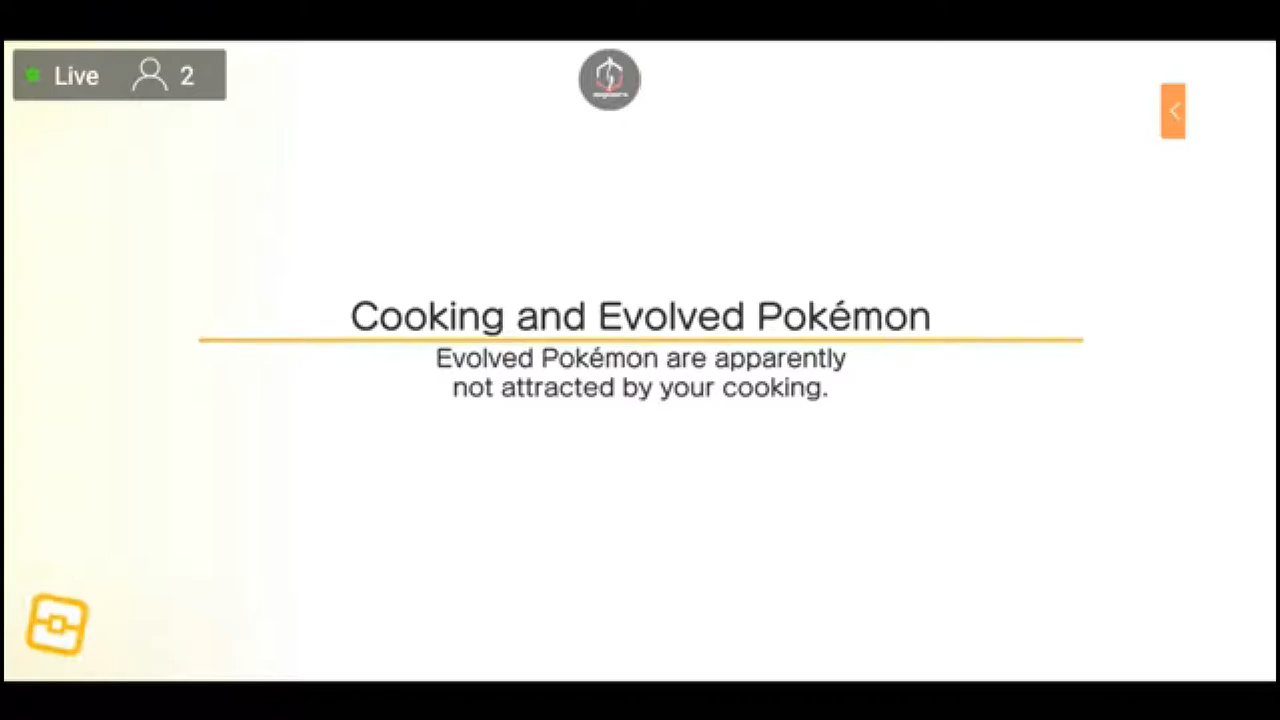 Live 2
Cooking and Evolved Pokémon
Evolved Pokémon are apparently
not attracted by your cooking.